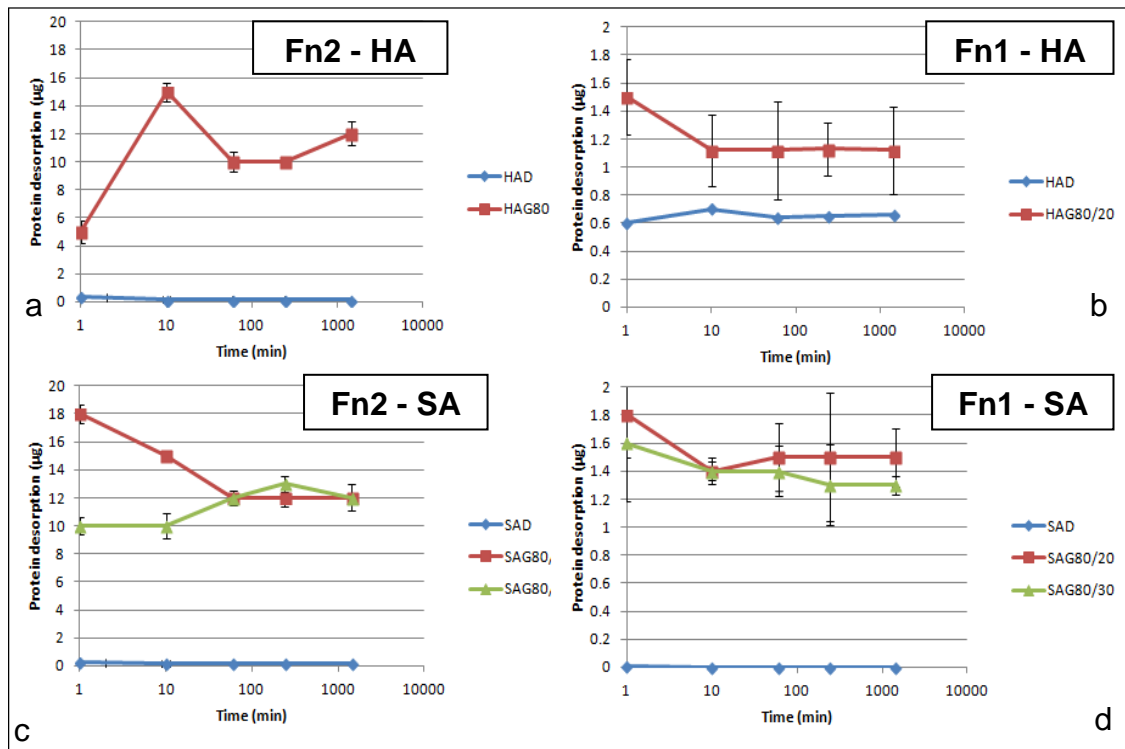 Fn2 - HA
Protein desorption (µg)
20
18
16
14
12
10
8
6
4
2
0
1 10 100 1000 10000
Time (min)
HAD
HAG80
a
Fn1 - HA
Protein desorption (µg)
2
1.8
1.6
1.4
1.2
1
0.8
0.6
0.4
0.2
0
1 10 100 1000 10000
Time (min)
HAD
HAG80/20
b
Fn2 - SA
Protein desorption (µg)
20
18
16
14
12
10
8
6
4
2
0
1 10 100 1000 10000
Time (min)
SAD
SAG80,
SAG80,
c
Fn1 - SA
Protein desorption (µg)
2
1.8
1.6
1.4
1.2
1
0.8
0.6
0.4
0.2
0
1 10 100 1000 10000
Time (min)
SAD
SAG80/20
SAG80/30
d